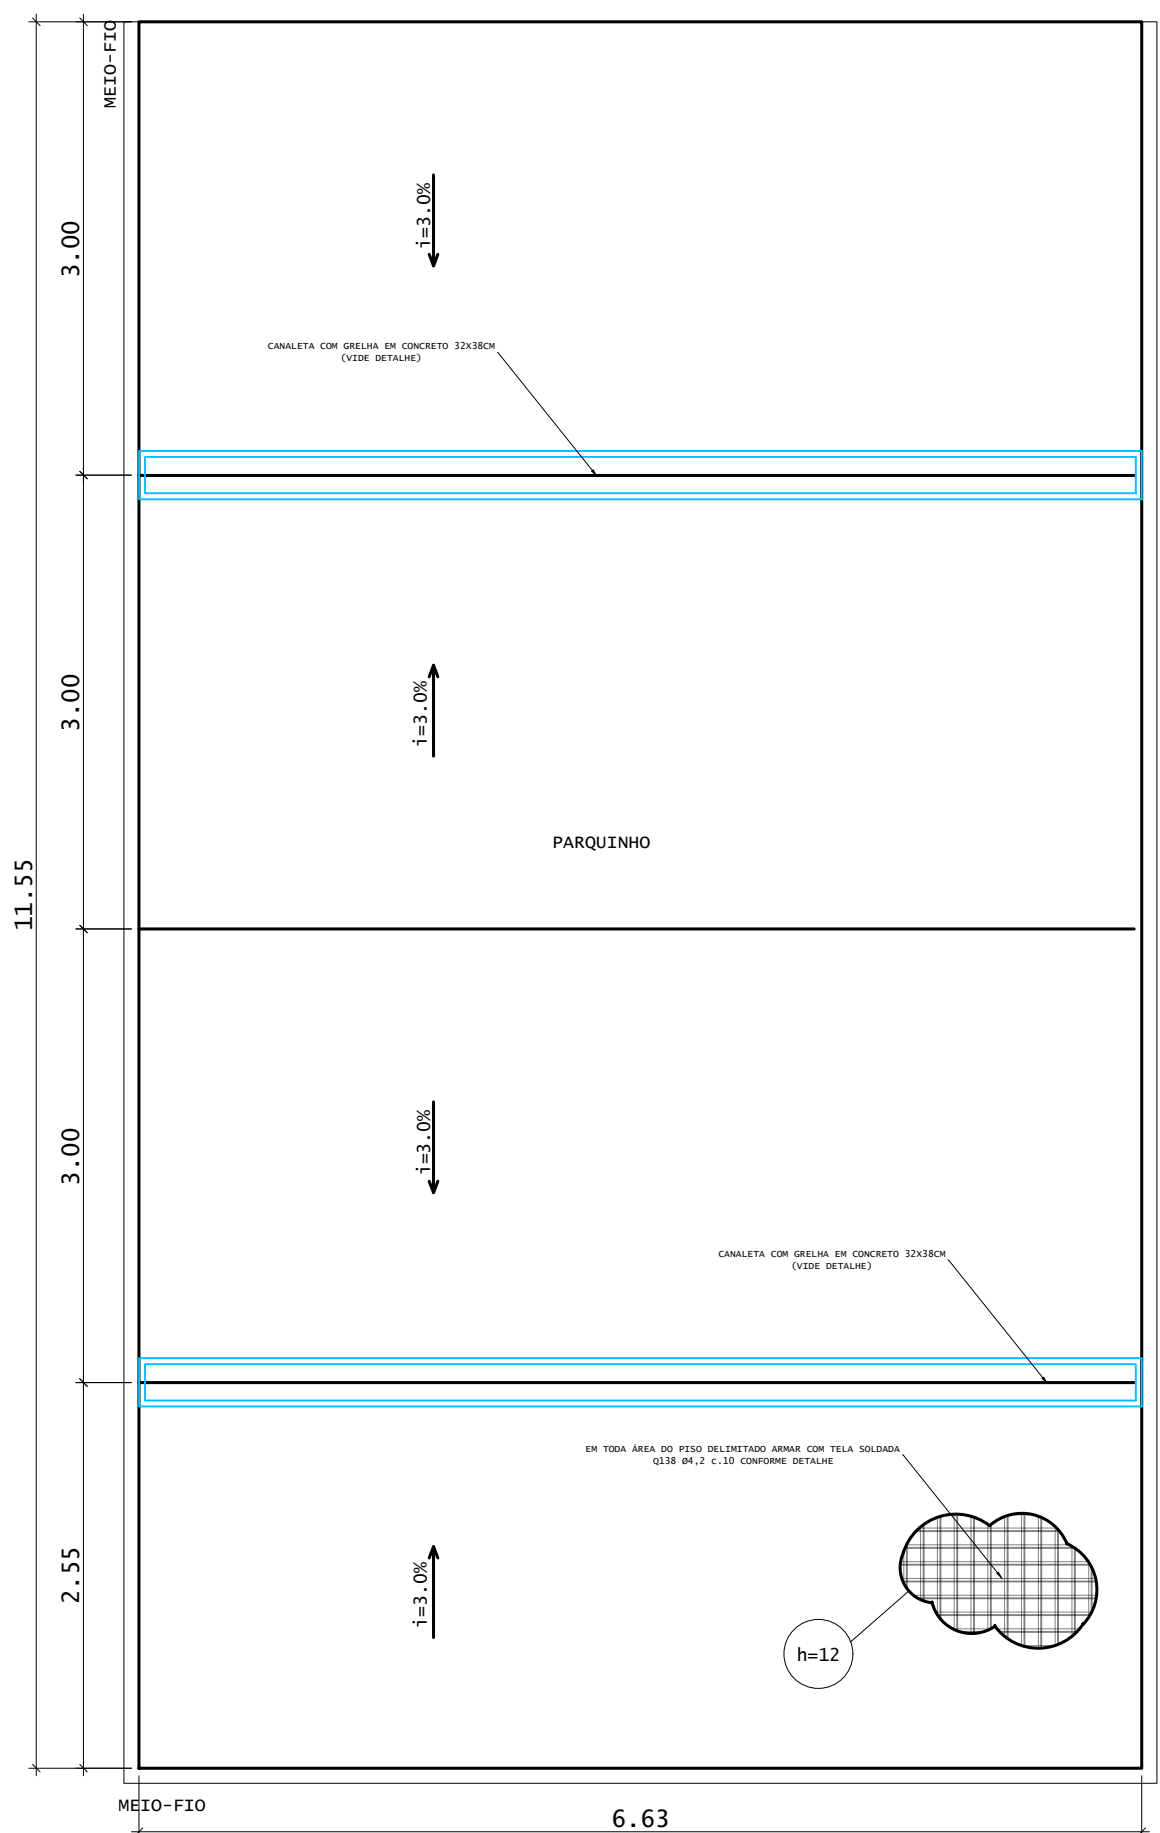 MEIO-FIO
i=3.0%
3.00
CANALETA COM GRELHA EM CONCRETO 32X38CM
(VIDE DETALHE)
i=3.0%
3.00
PARQUINHO
11.55
i=3.0%
3.00
CANALETA COM GRELHA EM CONCRETO 32X38CM
(VIDE DETALHE)
EM TODA ÁREA DO PISO DELIMITADO ARMAR COM TELA SOLDADA
Q138 Ø4,2 c.10 CONFORME DETALHE
2.55
i=3.0%
h=12
MEIO-FIO
6.63